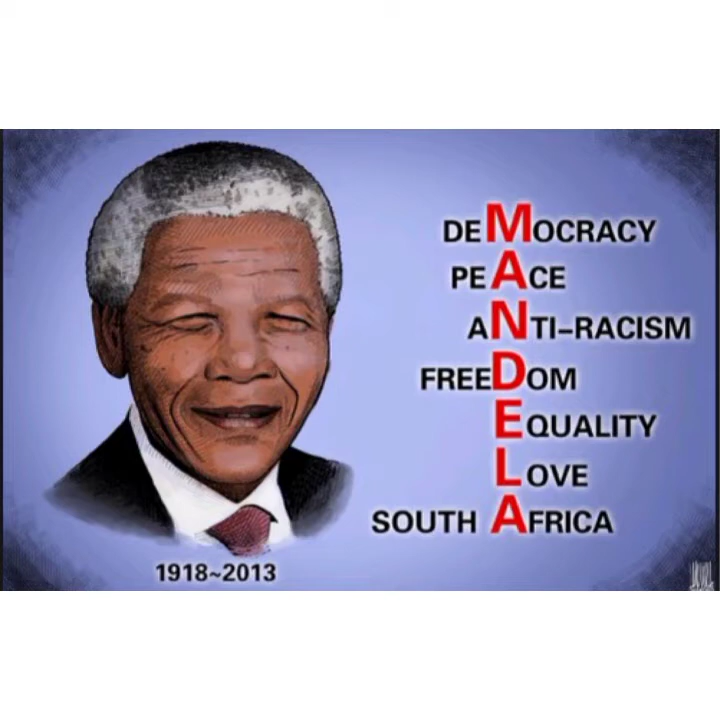 DEMOCRACY
PEACE
ANTI-RACISM
FREEDOM
EQUALITY
LOVE
SOUTH AFRICA
1918~2013